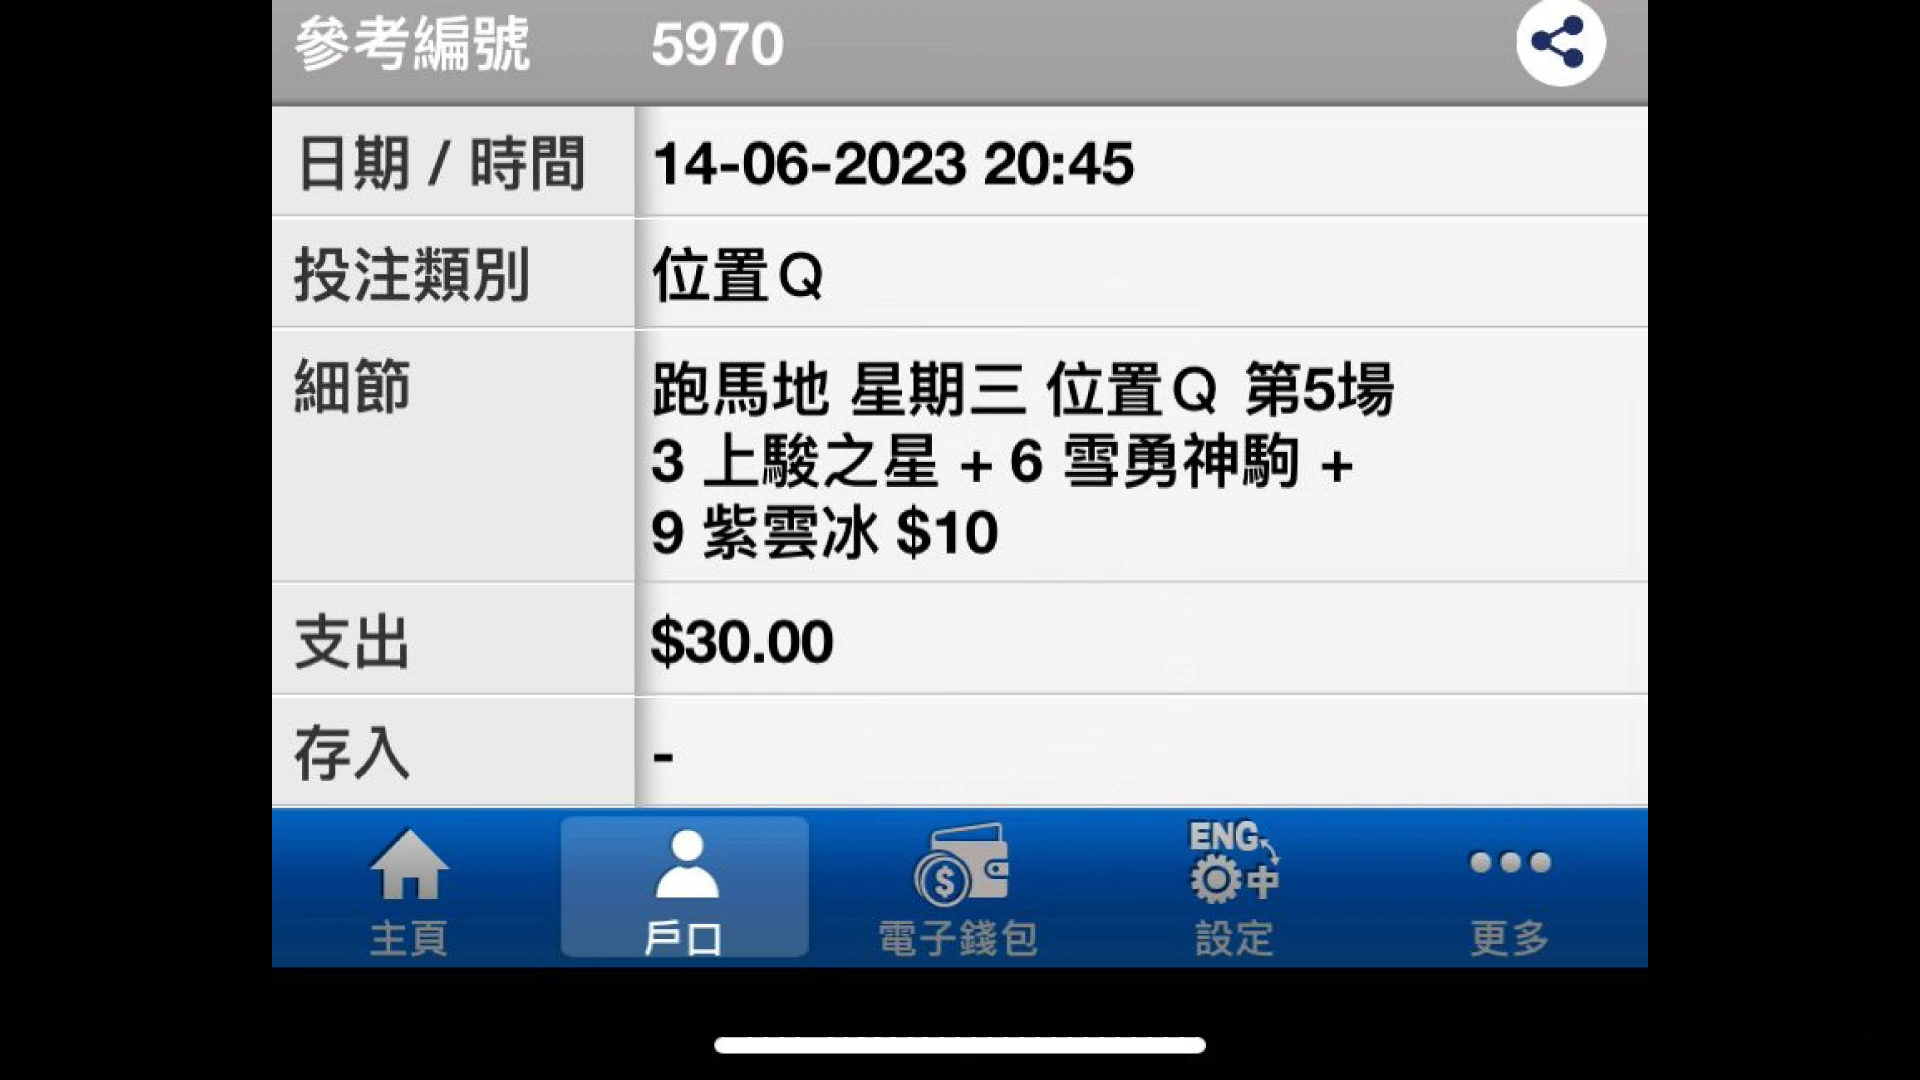 參考編號 5970
日期 / 時間 14-06-2023 20:45
投注類別 位置Q
細節 跑馬地 星期三 位置Q 第5場
3 上駿之星 + 6 雪勇神駒 +
9 紫雲冰 $10
支出 $30.00
存入 -
ENG 中
主頁 戶口 電子錢包 設定 更多